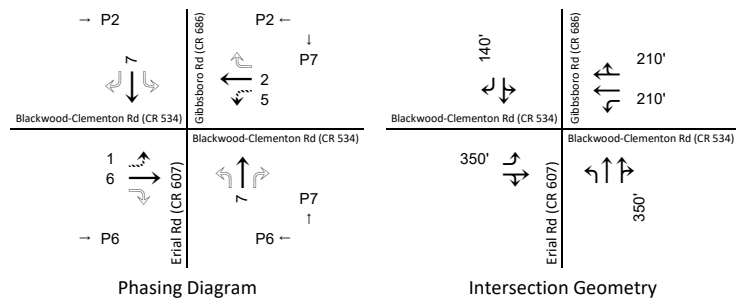 → P2
P2 ←
↓
P7
7
Gibbsboro Rd (CR 686)
2
5
Blackwood-Clementon Rd (CR 534)
Blackwood-Clementon Rd (CR 534)
1
6
Erial Rd (CR 607)
7
P7
↑
→ P6
P6 ←
Phasing Diagram
140'
Gibbsboro Rd (CR 686)
210'
210'
Blackwood-Clementon Rd (CR 534)
Blackwood-Clementon Rd (CR 534)
350'
Erial Rd (CR 607)
350'
Intersection Geometry